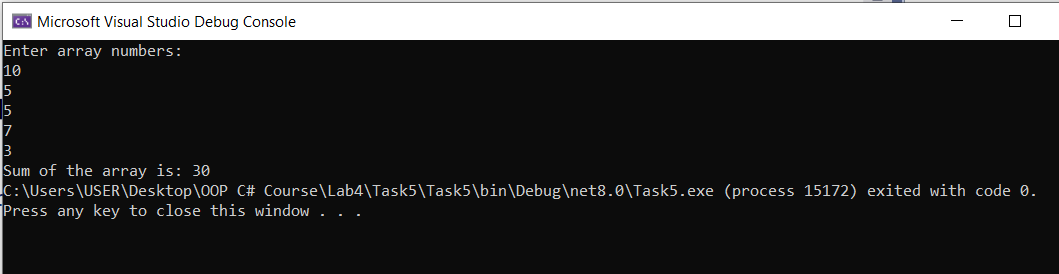 Microsoft Visual Studio Debug Console
Enter array numbers:
10
5
5
7
3
Sum of the array is: 30
C:\Users\USER\Desktop\OOP C# Course\Lab4\Task5\Task5\bin\Debug\net8.0\Task5.exe (process 15172) exited with code 0.
Press any key to close this window . . .